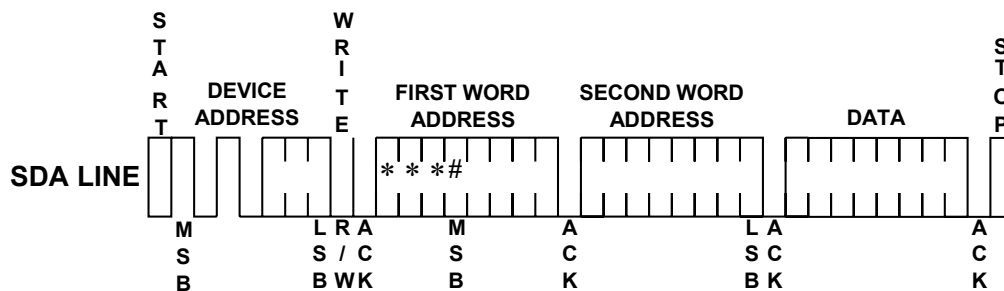 START
WRITE
STOP
DEVICE
ADDRESS
FIRST WORD
ADDRESS
SECOND WORD
ADDRESS
DATA
SDA LINE
* * * #
MSB
LSB
R/W
ACK
MSB
ACK
LSB
ACK
ACK